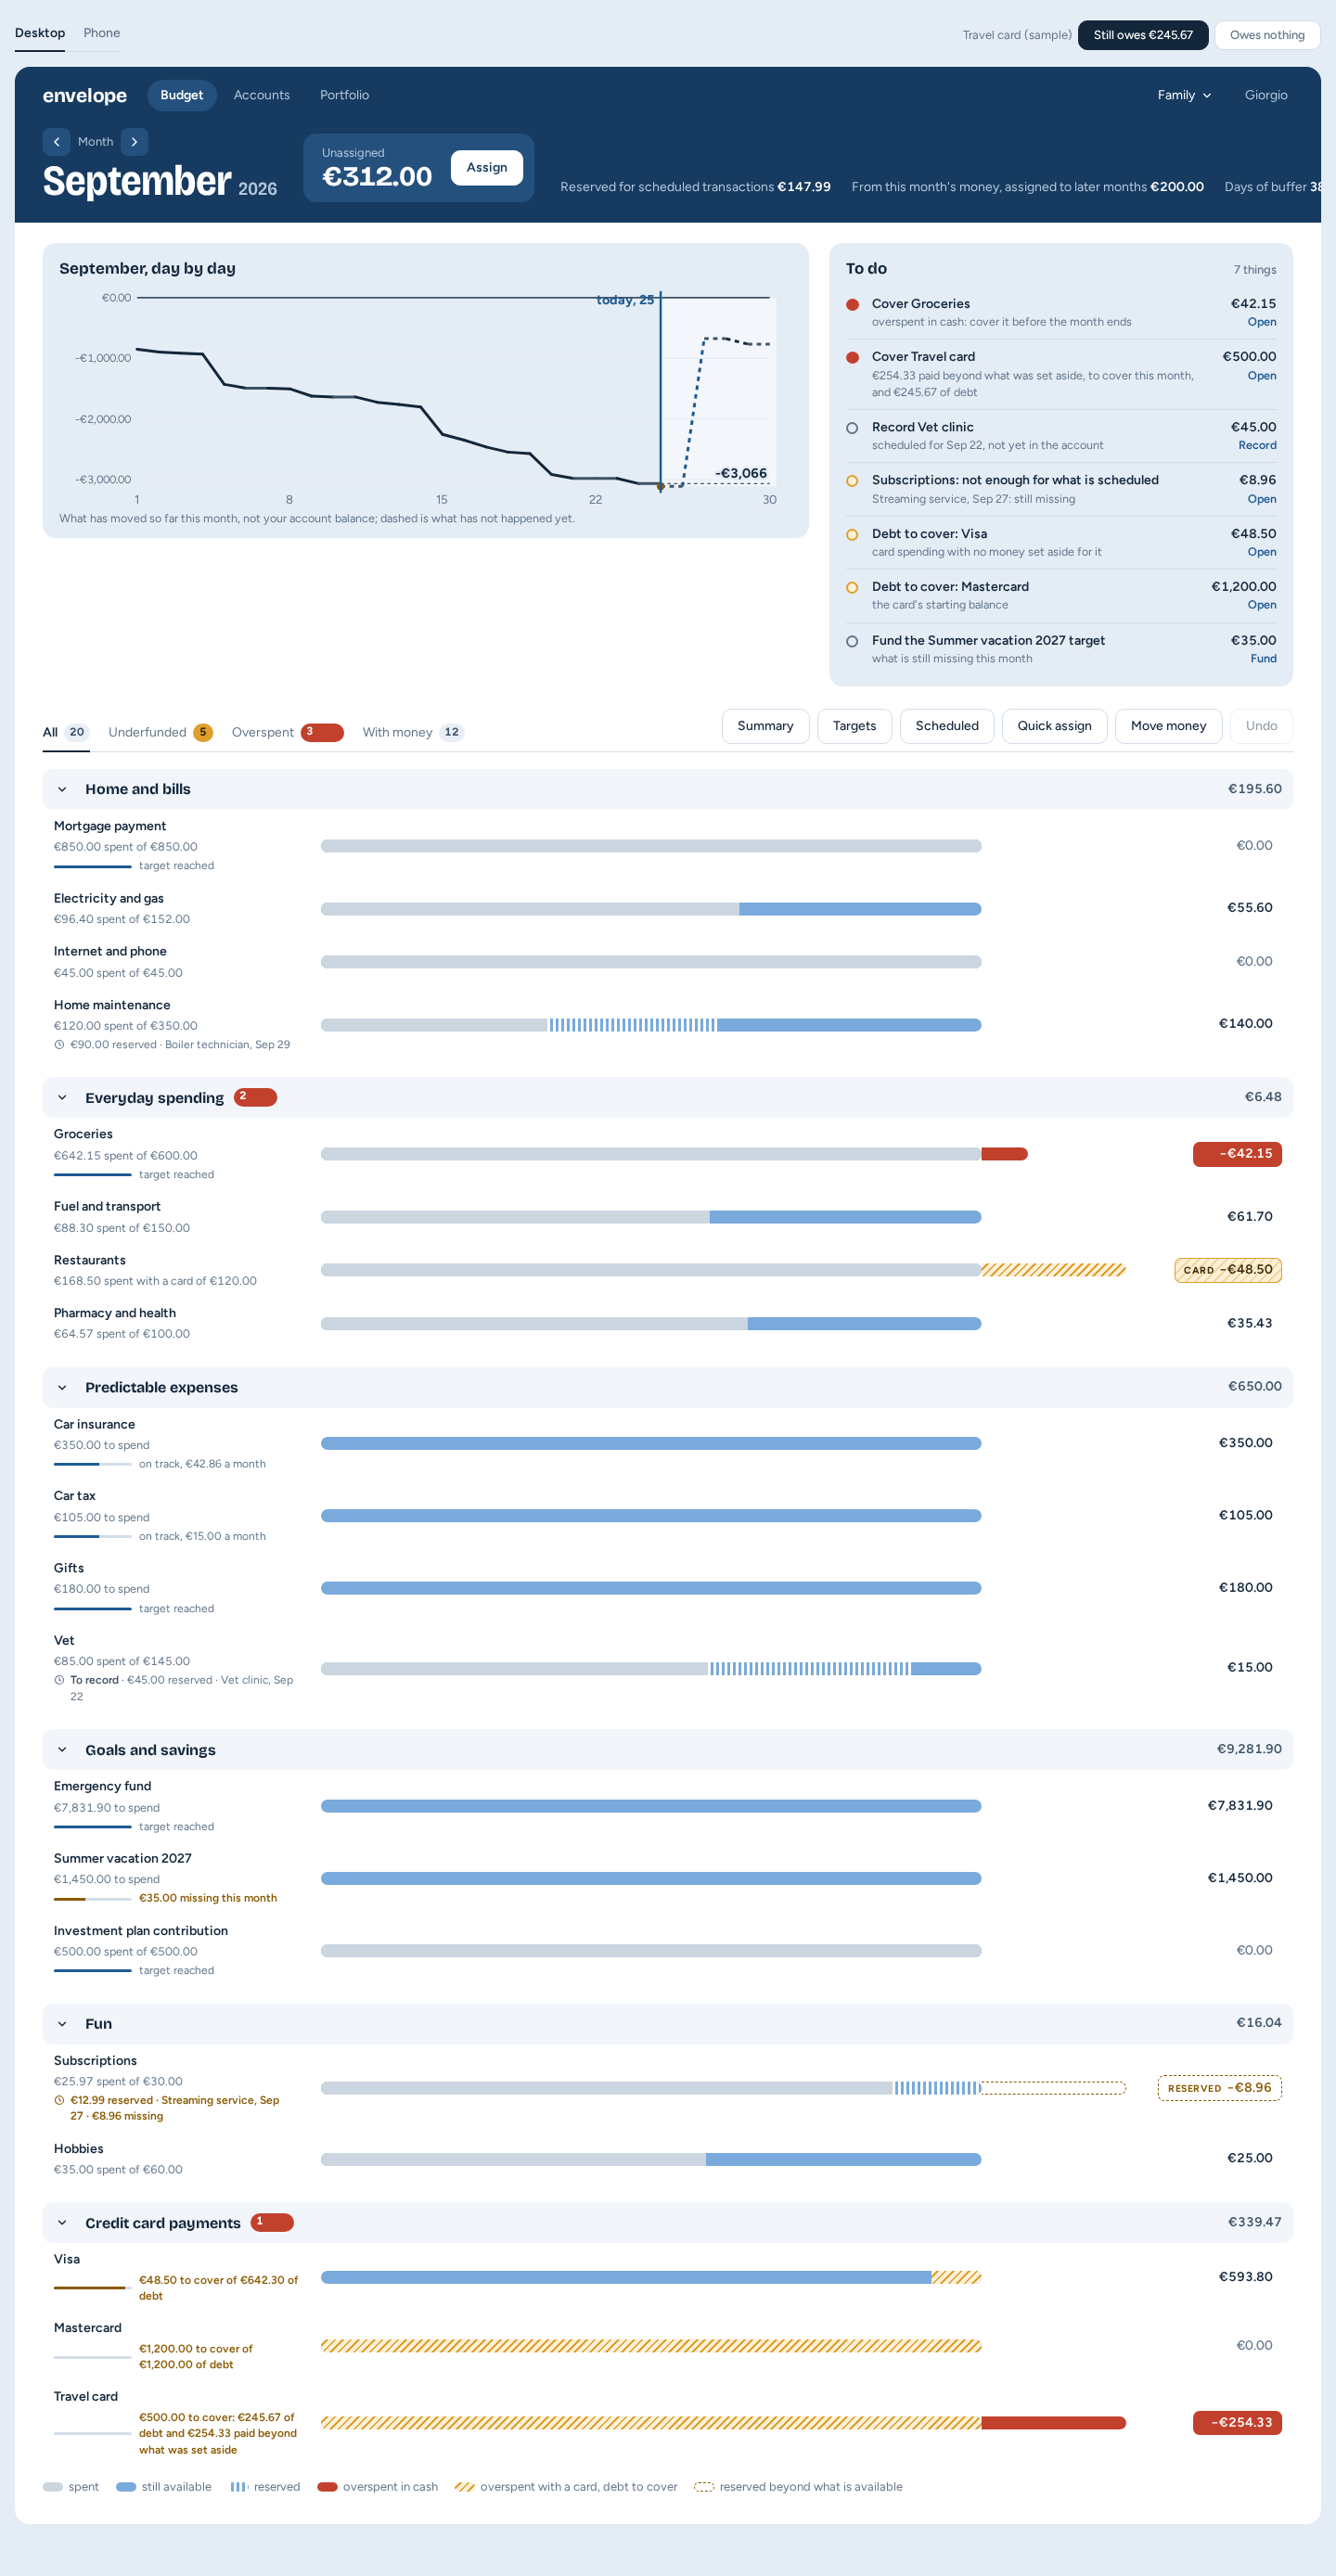 Desktop Phone Travel card (sample) Still owes €245.67 Owes nothing
envelope Budget Accounts Portfolio Family Giorgio
Month
September 2026
Unassigned
€312.00 Assign
Reserved for scheduled transactions €147.99 From this month's money, assigned to later months €200.00 Days of buffer
September, day by day
€0.00
-€1,000.00
-€2,000.00
-€3,000.00
today, 25
-€3,066
1 8 15 22 30
What has moved so far this month, not your account balance; dashed is what has not happened yet.
To do 7 things
Cover Groceries €42.15
overspent in cash: cover it before the month ends Open
Cover Travel card €500.00
€254.33 paid beyond what was set aside, to cover this month, Open
and €245.67 of debt
Record Vet clinic €45.00
scheduled for Sep 22, not yet in the account Record
Subscriptions: not enough for what is scheduled €8.96
Streaming service, Sep 27: still missing Open
Debt to cover: Visa €48.50
card spending with no money set aside for it Open
Debt to cover: Mastercard €1,200.00
the card's starting balance Open
Fund the Summer vacation 2027 target €35.00
what is still missing this month Fund
All 20 Underfunded 5 Overspent 3 With money 12
Summary Targets Scheduled Quick assign Move money Undo
Home and bills €195.60
Mortgage payment
€850.00 spent of €850.00 €0.00
target reached
Electricity and gas
€96.40 spent of €152.00 €55.60
Internet and phone
€45.00 spent of €45.00 €0.00
Home maintenance
€120.00 spent of €350.00 €140.00
€90.00 reserved · Boiler technician, Sep 29
Everyday spending 2 €6.48
Groceries
€642.15 spent of €600.00 -€42.15
target reached
Fuel and transport
€88.30 spent of €150.00 €61.70
Restaurants
€168.50 spent with a card of €120.00 CARD -€48.50
Pharmacy and health
€64.57 spent of €100.00 €35.43
Predictable expenses €650.00
Car insurance
€350.00 to spend €350.00
on track, €42.86 a month
Car tax
€105.00 to spend €105.00
on track, €15.00 a month
Gifts
€180.00 to spend €180.00
target reached
Vet
€85.00 spent of €145.00 €15.00
To record · €45.00 reserved · Vet clinic, Sep
22
Goals and savings €9,281.90
Emergency fund
€7,831.90 to spend €7,831.90
target reached
Summer vacation 2027
€1,450.00 to spend €1,450.00
€35.00 missing this month
Investment plan contribution
€500.00 spent of €500.00 €0.00
target reached
Fun €16.04
Subscriptions
€25.97 spent of €30.00 RESERVED -€8.96
€12.99 reserved · Streaming service, Sep
27 · €8.96 missing
Hobbies
€35.00 spent of €60.00 €25.00
Credit card payments 1 €339.47
Visa
€48.50 to cover of €642.30 of €593.80
debt
Mastercard
€1,200.00 to cover of €0.00
€1,200.00 of debt
Travel card
€500.00 to cover: €245.67 of -€254.33
debt and €254.33 paid beyond
what was set aside
spent still available reserved overspent in cash overspent with a card, debt to cover reserved beyond what is available